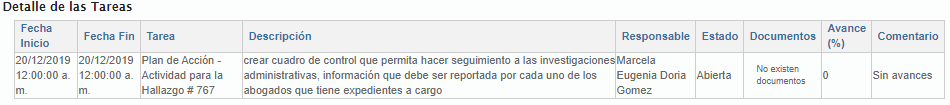 Detalle de las Tareas
Fecha Inicio Fecha Fin Tarea Descripción Responsable Estado Documentos Avance (%) Comentario
20/12/2019 12:00:00 a. m. 20/12/2019 12:00:00 a. m. Plan de Acción - Actividad para la Hallazgo # 767 crear cuadro de control que permita hacer seguimiento a las investigaciones administrativas, información que debe ser reportada por cada uno de los abogados que tiene expedientes a cargo Marcela Eugenia Doria Gomez Abierta No existen documentos 0 Sin avances